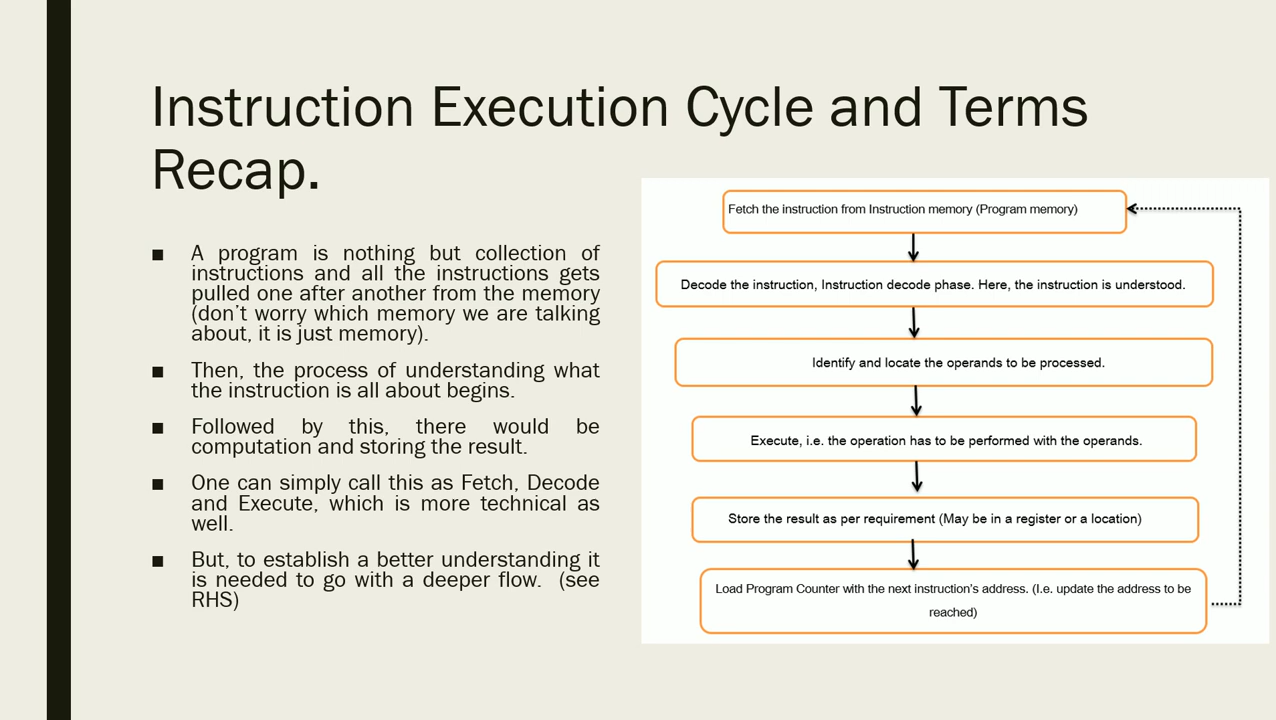 Instruction Execution Cycle and Terms
Recap.
■ A program is nothing but collection of
instructions and all the instructions gets
pulled one after another from the memory
(don't worry which memory we are talking
about, it is just memory).
■ Then, the process of understanding what
the instruction is all about begins.
■ Followed by this, there would be
computation and storing the result.
■ One can simply call this as Fetch, Decode
and Execute, which is more technical as
well.
■ But, to establish a better understanding it
is needed to go with a deeper flow. (see
RHS)
Fetch the instruction from Instruction memory (Program memory)
Decode the instruction, Instruction decode phase. Here, the instruction is understood.
Identify and locate the operands to be processed.
Execute, i.e. the operation has to be performed with the operands.
Store the result as per requirement (May be in a register or a location)
Load Program Counter with the next instruction's address. (I.e. update the address to be
reached)